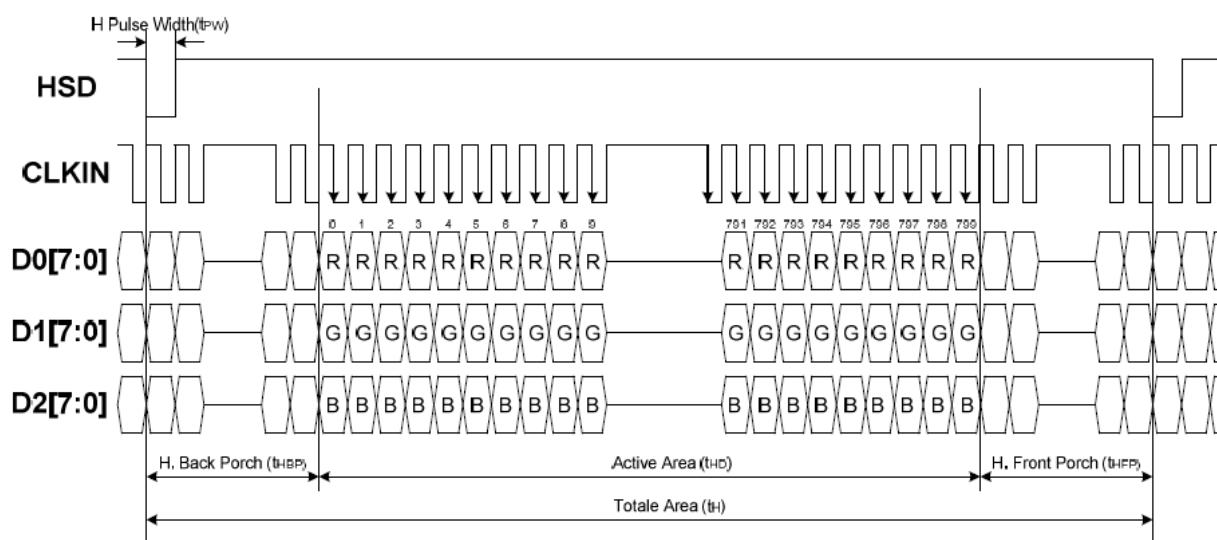 H Pulse Width(tPW)
HSD
CLKIN
0 1 2 3 4 5 6 7 8 9 791 792 793 794 795 796 797 798 799
D0[7:0] R R R R R R R R R R R R R R R R R R R
D1[7:0] G G G G G G G G G G G G G G G G G G G
D2[7:0] B B B B B B B B B B B B B B B B B B B
H. Back Porch (tHBP) Active Area (tHD) H. Front Porch (tHFP)
Totale Area (tH)